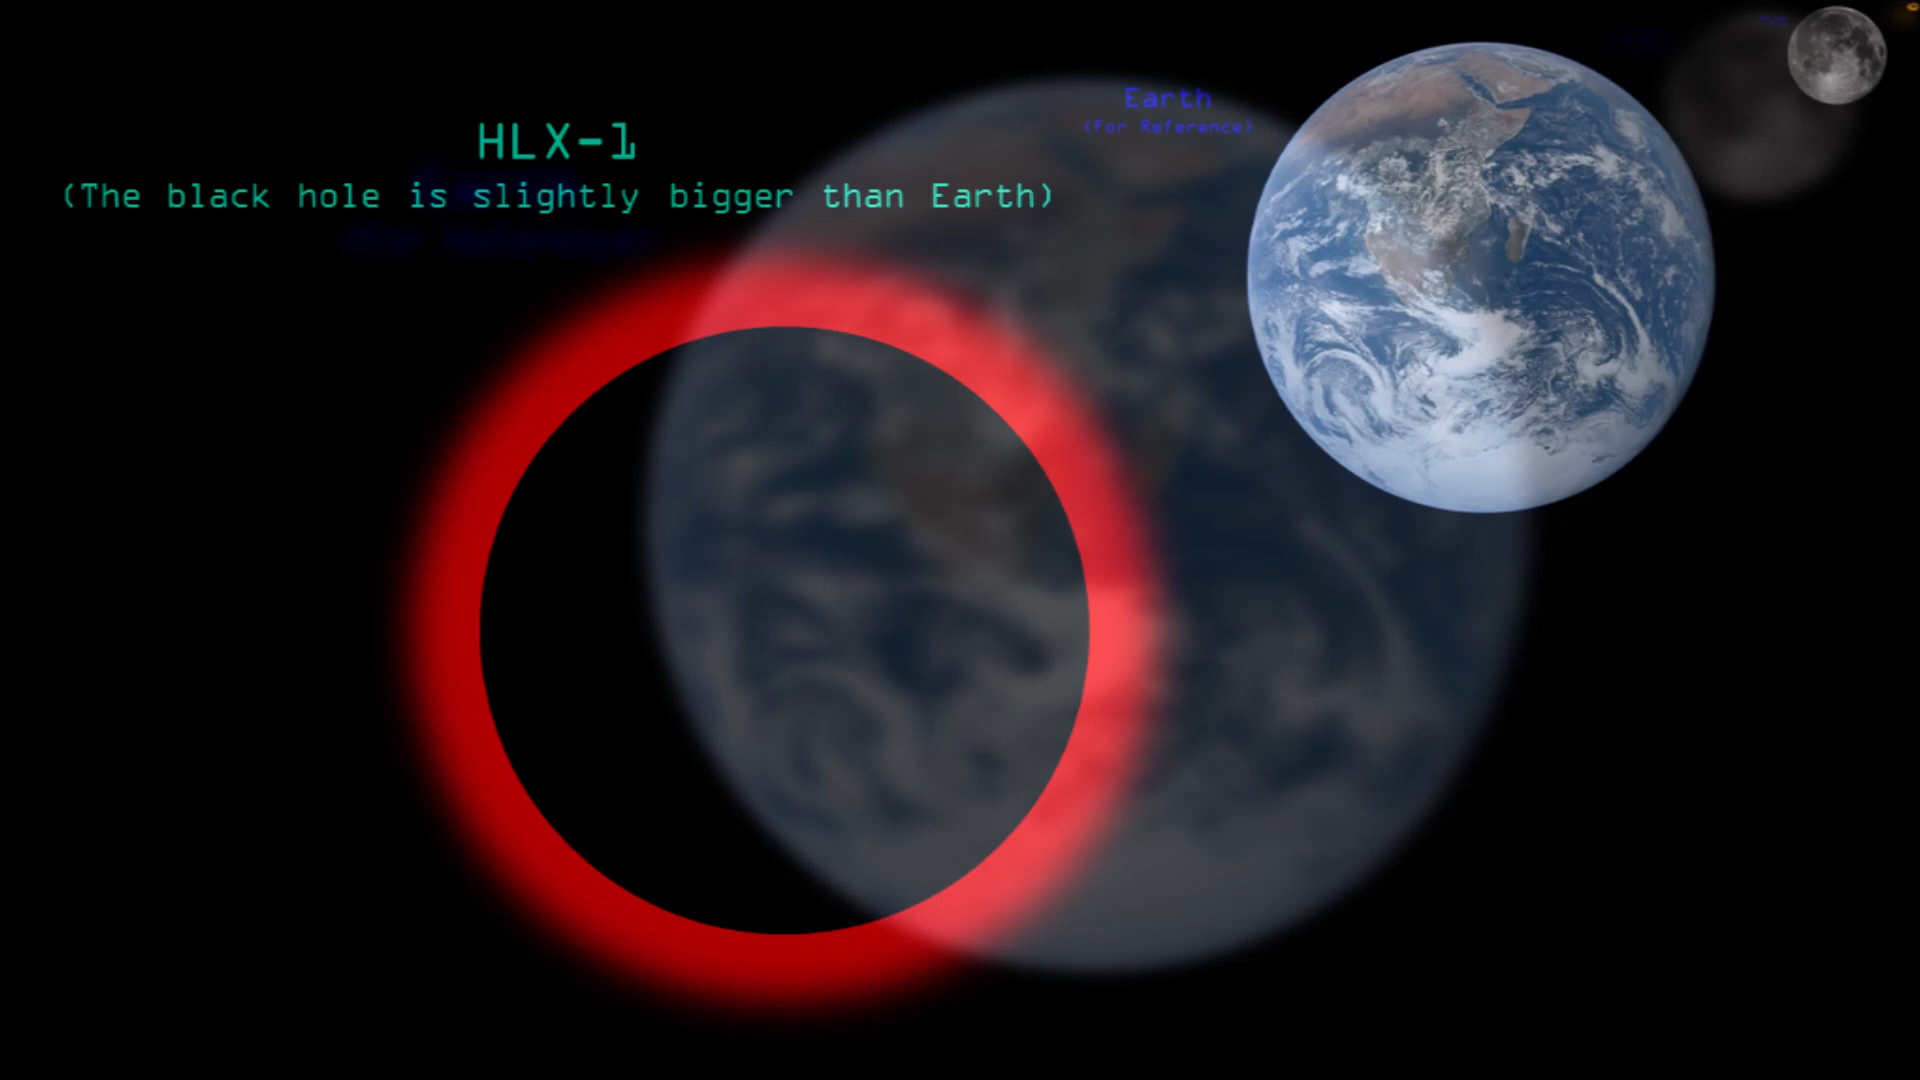 HLX-1
(The black hole is slightly bigger than Earth)
Earth
(For Reference)